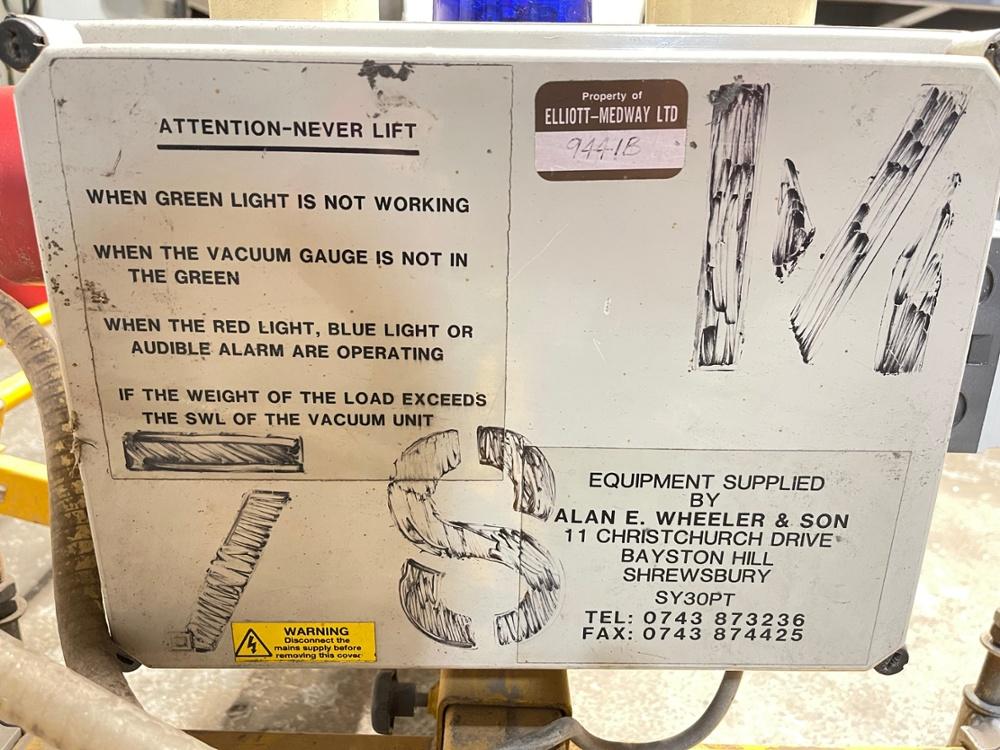 ATTENTION-NEVER LIFT
WHEN GREEN LIGHT IS NOT WORKING
WHEN THE VACUUM GAUGE IS NOT IN
THE GREEN
WHEN THE RED LIGHT, BLUE LIGHT OR
AUDIBLE ALARM ARE OPERATING
IF THE WEIGHT OF THE LOAD EXCEEDS
THE SWL OF THE VACUUM UNIT
Property of
ELLIOTT-MEDWAY LTD
9441B
7S
EQUIPMENT SUPPLIED
BY
ALAN E. WHEELER & SON
11 CHRISTCHURCH DRIVE
BAYSTON HILL
SHREWSBURY
SY30PT
TEL: 0743 873236
FAX: 0743 874425
WARNING
Disconnect the
mains supply before
removing this cover